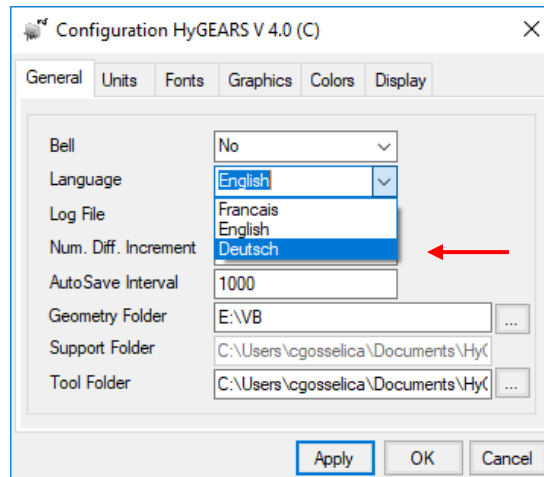 Configuration HyGEARS V 4.0 (C)
General Units Fonts Graphics Colors Display
Bell No
Language English
Francais
English
Deutsch
Log File
Num. Diff. Increment
AutoSave Interval 1000
Geometry Folder E:\VB ...
Support Folder C:\Users\cgosselica\Documents\Hy(
Tool Folder C:\Users\cgosselica\Documents\Hy( ...
Apply OK Cancel